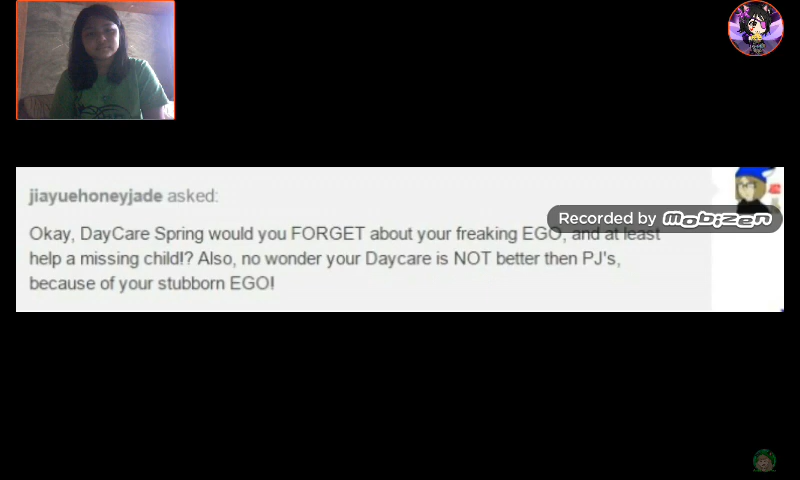 jiayuehoneyjade asked:
Recorded by Mobizen
Okay, DayCare Spring would you FORGET about your freaking EGO, and at least
help a missing child!? Also, no wonder your Daycare is NOT better then PJ's,
because of your stubborn EGO!